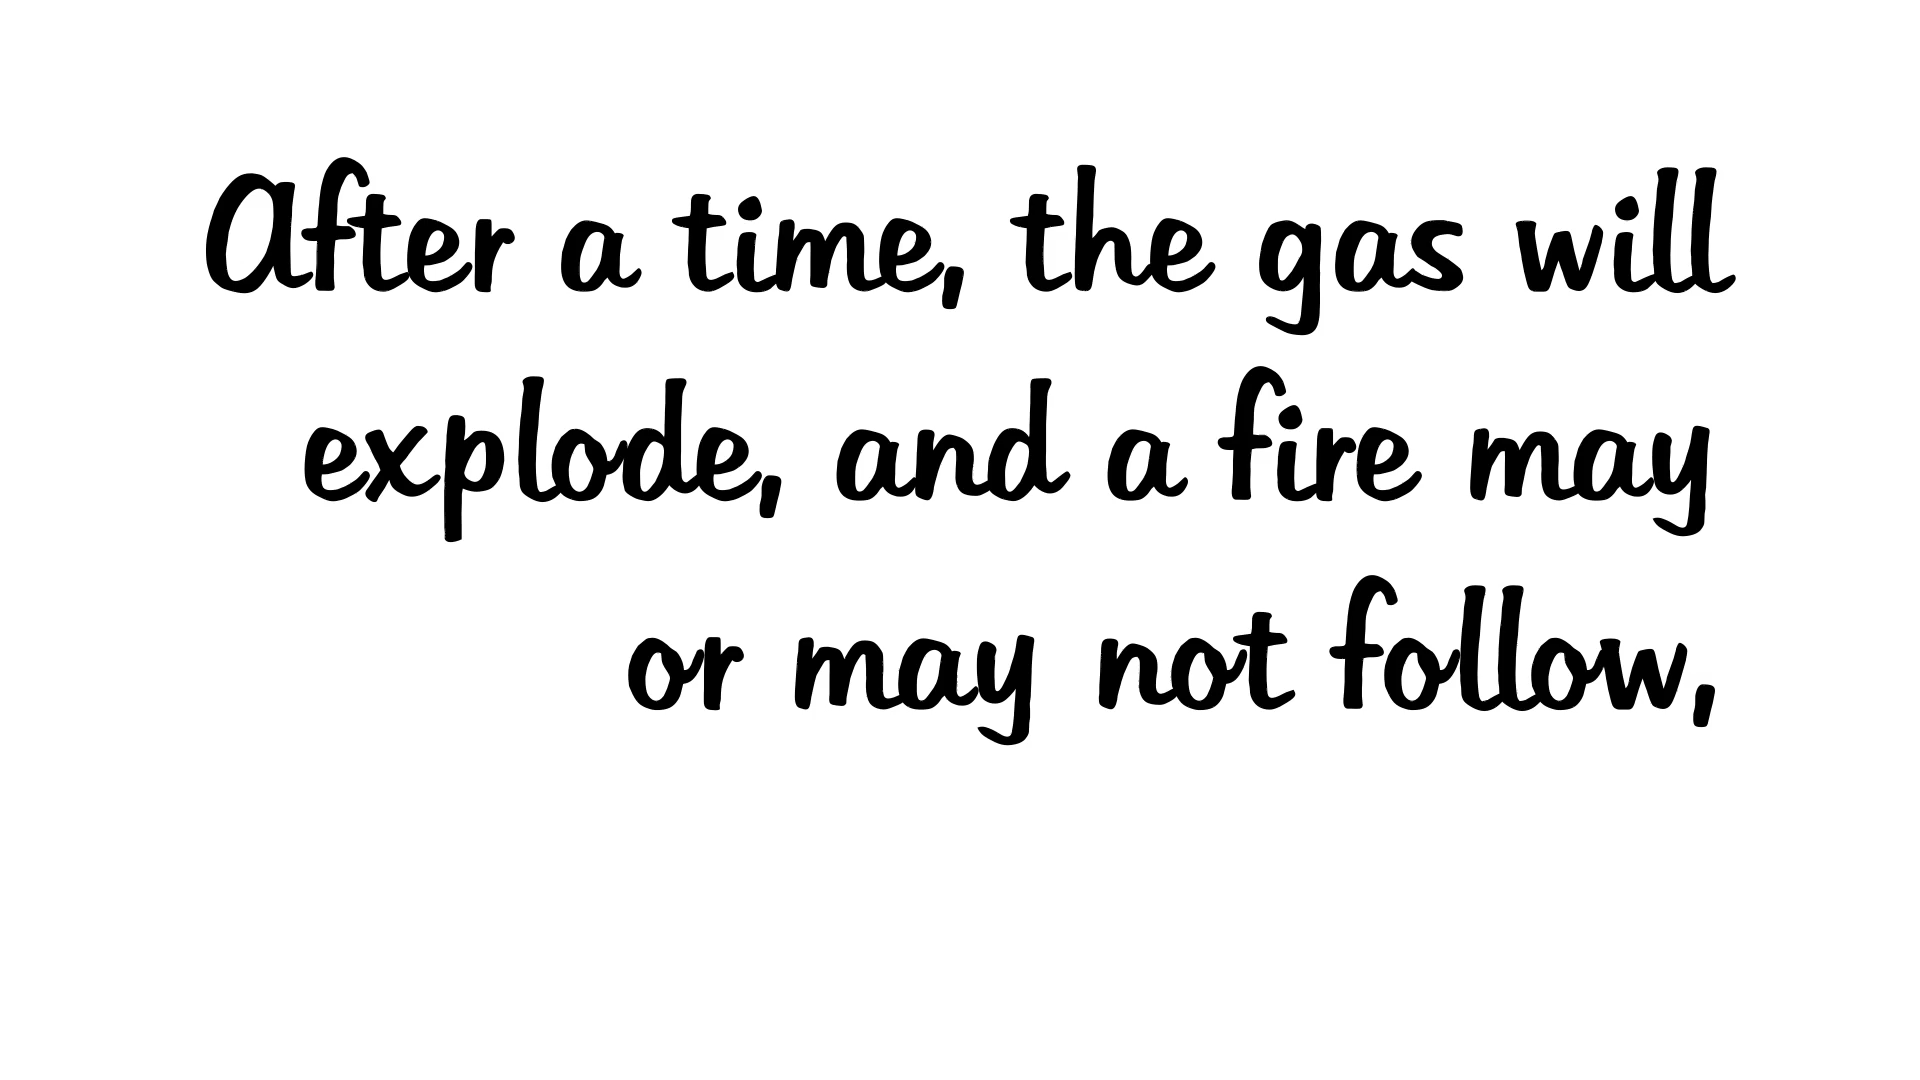 After a time, the gas will
explode, and a fire may
or may not follow,